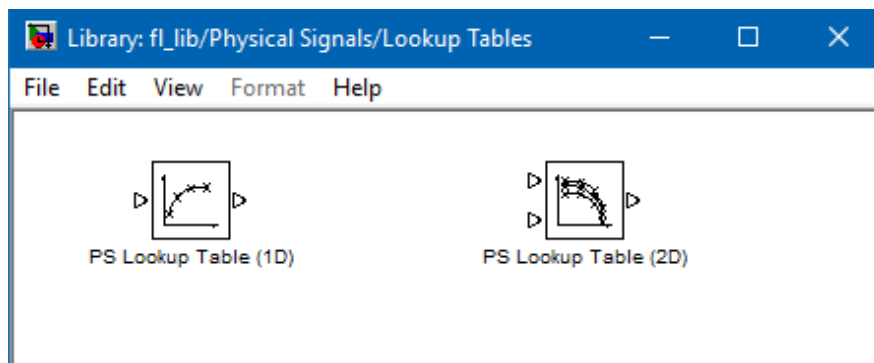 Library: fl_lib/Physical Signals/Lookup Tables
File Edit View Format Help
PS Lookup Table (1D) PS Lookup Table (2D)